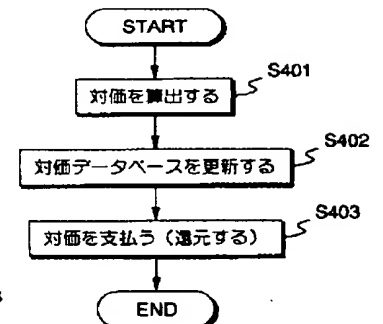 START
S401
対価を算出する
S402
対価データベースを更新する
S403
対価を支払う（還元する）
END